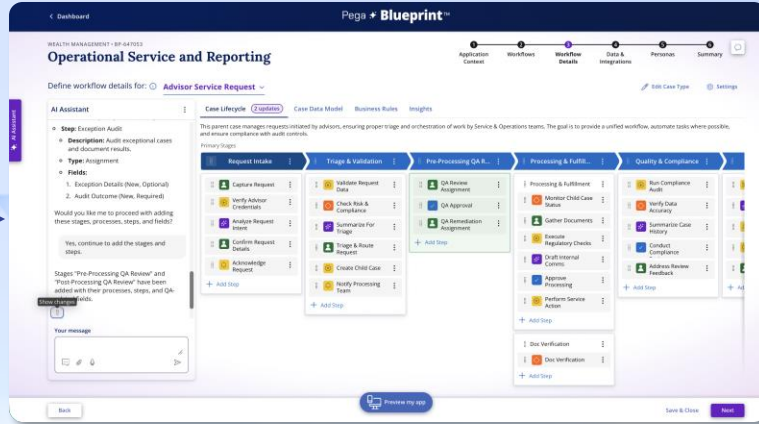 Dashboard
Pega Blueprint™
WEALTH MANAGEMENT • BP-647053
Operational Service and Reporting
1
2
3
4
5
6
Application Context
Workflows
Workflow Details
Data & Integrations
Personas
Summary
Define workflow details for:
Advisor Service Request
Edit Case Type
Settings
AI Assistant
AI Assistant
Step: Exception Audit
Description: Audit exceptional cases
and document results.
Type: Assignment
Fields:
1. Exception Details (New, Optional)
2. Audit Outcome (New, Required)
Would you like me to proceed with adding
these stages, processes, steps, and fields?
Yes, continue to add the stages and
steps.
Stages "Pre-Processing QA Review" and
"Post-Processing QA Review" have been
added with their processes, steps, and QA-
fields.
Show changes
Your message
Case Lifecycle
2 updates
Case Data Model
Business Rules
Insights
This parent case manages requests initiated by advisors, ensuring proper triage and orchestration of work by Service & Operations teams. The goal is to provide a unified workflow, automate tasks where possible,
and ensure compliance with audit controls.
Primary Stages
Request Intake
Capture Request
Verify Advisor
Credentials
Analyze Request
Intent
Confirm Request
Details
Acknowledge
Request
+ Add Step
Triage & Validation
Validate Request
Data
Check Risk &
Compliance
Summarize For
Triage
Triage & Route
Request
Create Child Case
Notify Processing
Team
+ Add Step
Pre-Processing QA R...
QA Review
Assignment
QA Approval
QA Remediation
Assignment
+ Add Step
Processing & Fulfill...
Processing & Fulfillment
Monitor Child Case
Status
Gather Documents
Execute
Regulatory Checks
Draft Internal
Comms
Approve
Processing
Perform Service
Action
+ Add Step
Doc Verification
Doc Verification
+ Add Step
Quality & Compliance
Run Compliance
Audit
Verify Data
Accuracy
Summarize Case
History
Conduct
Compliance
Address Review
Feedback
+ Add Step
Back
Preview my app
Save & Close
Next